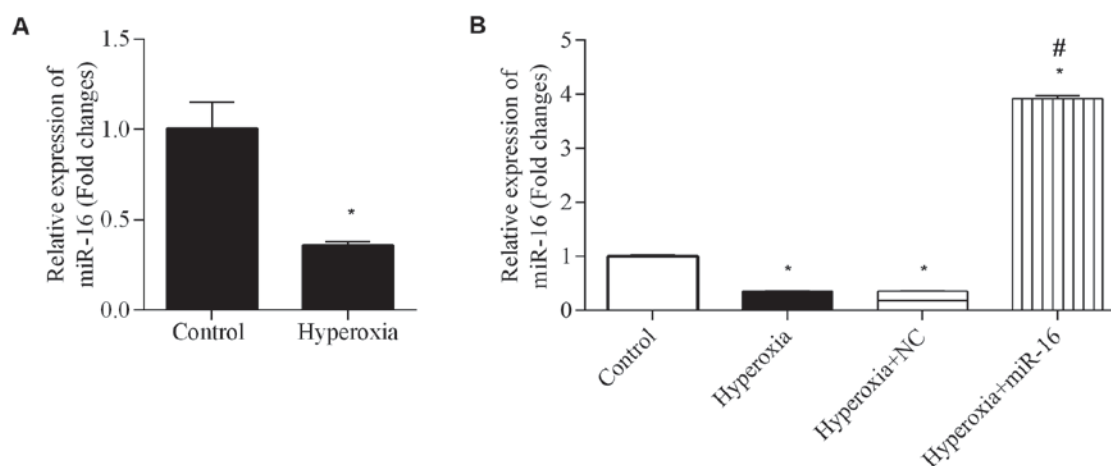 A
Relative expression of
miR-16 (Fold changes)
1.5
1.0
0.5
0.0
*
Control
Hyperoxia
B
Relative expression of
miR-16 (Fold changes)
5
4
3
2
1
0
*
*
#
*
Control
Hyperoxia
Hyperoxia+NC
Hyperoxia+miR-16